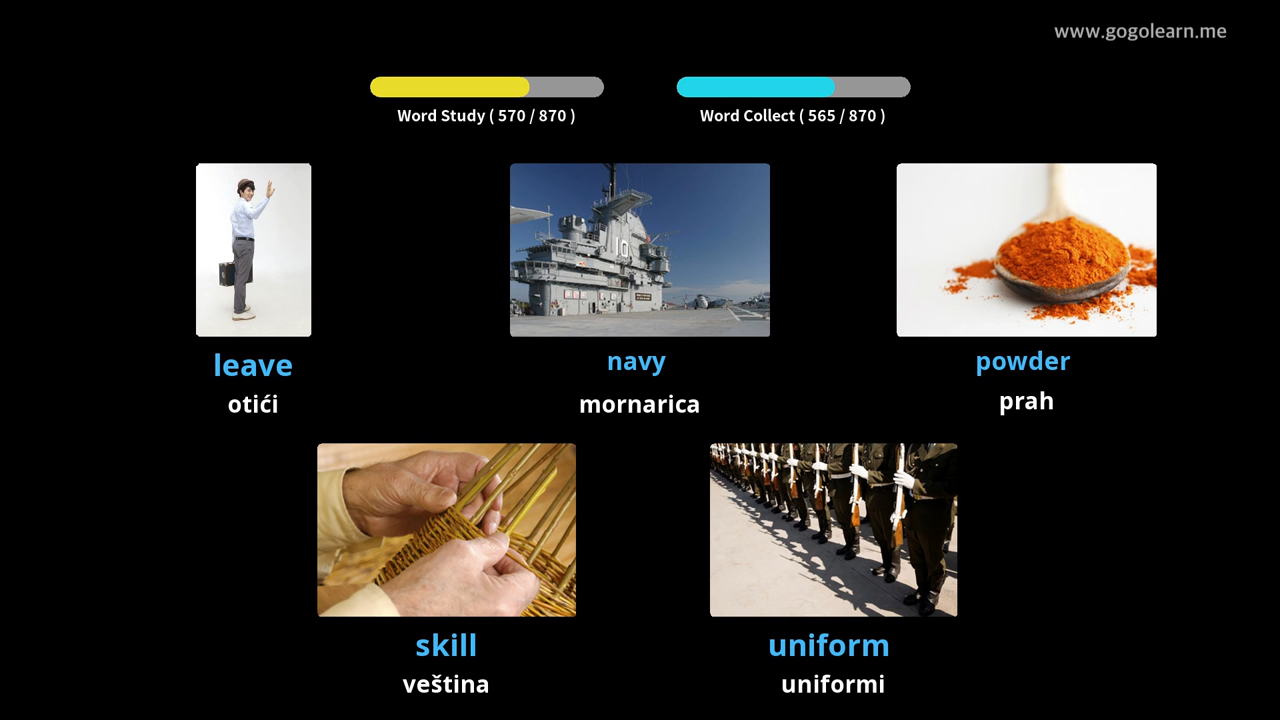 www.gogolearn.me
Word Study ( 570 / 870 )
Word Collect ( 565 / 870 )
leave
otići
navy
mornarica
powder
prah
skill
veština
uniform
uniformi